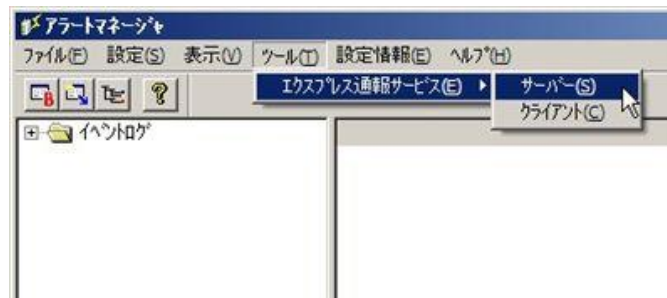 アラートマネージャ
ファイル(F) 設定(S) 表示(V) ツール(T) 設定情報(E) ヘルプ(H)
エクスプレス通報サービス(E) サーバー(S)
クライアント(C)
イベントログ